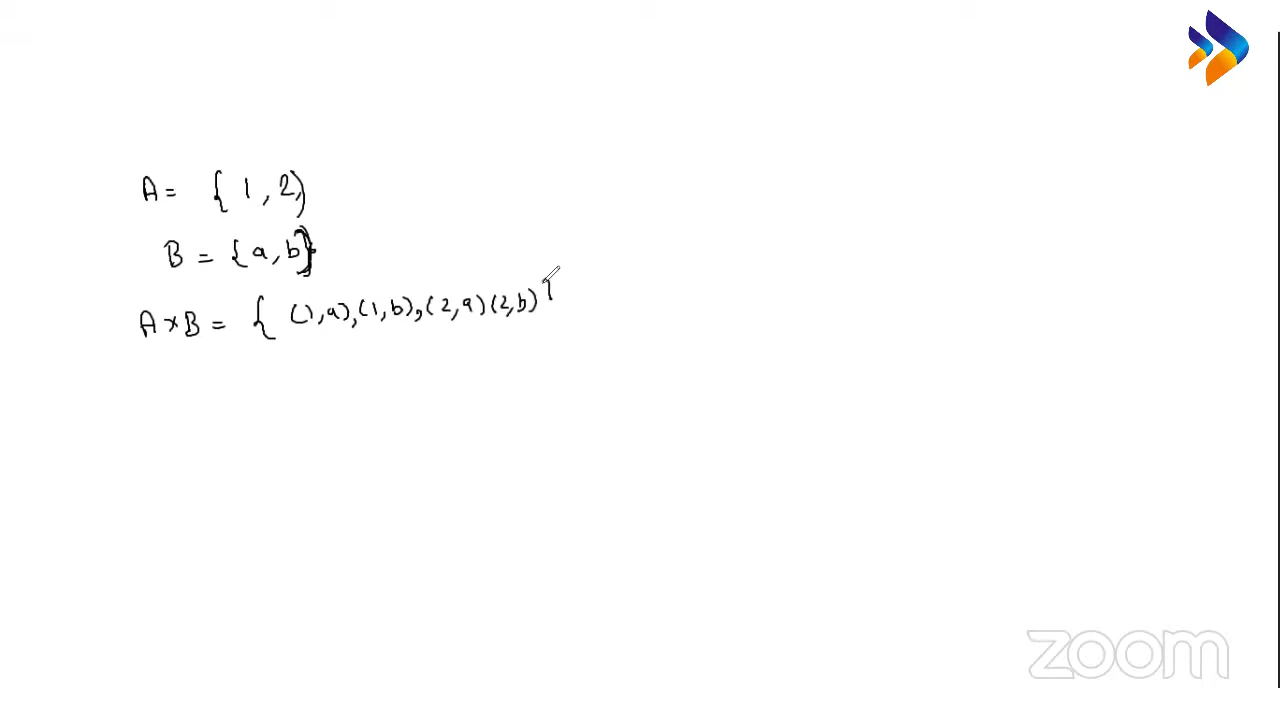 A = { 1 , 2, )
B = { a , b }
A × B = { (1,a),(1,b),(2,a)(2,b)
zoom